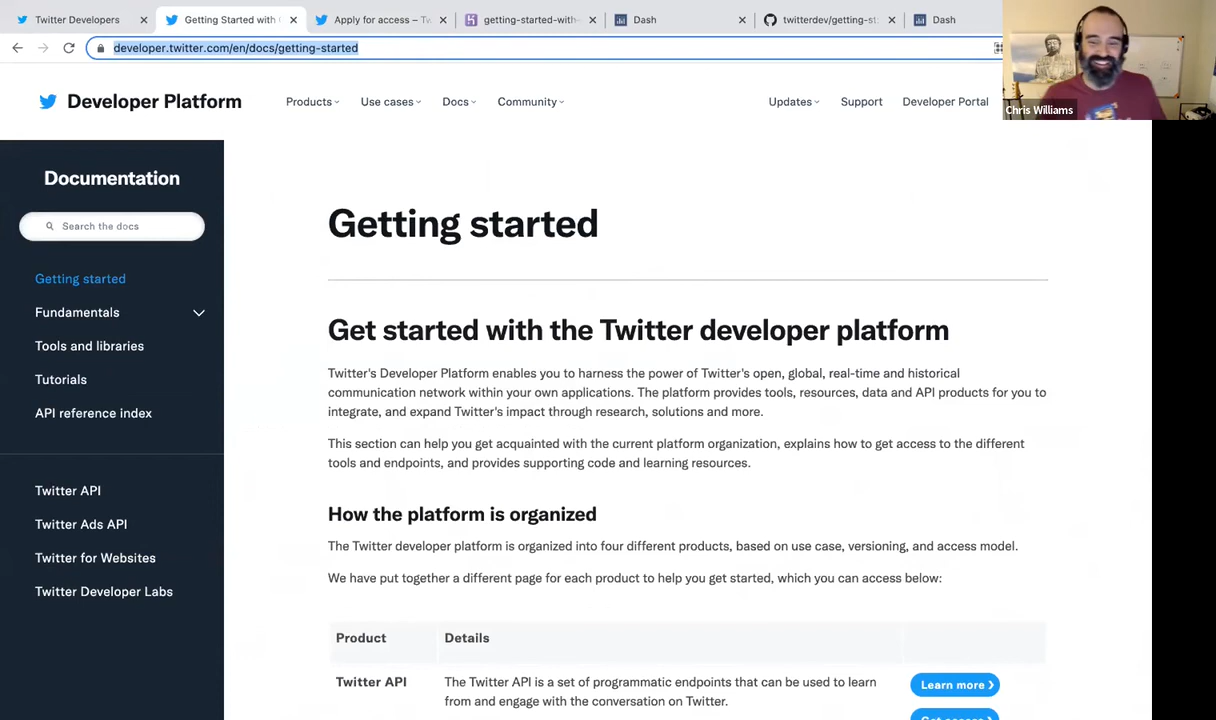 Twitter Developers
Getting Started with
Apply for access – Tw
getting-started-with-
Dash
twitterdev/getting-st
Dash
developer.twitter.com/en/docs/getting-started
Chris Williams
Developer Platform
Products
Use cases
Docs
Community
Updates
Support
Developer Portal
Documentation
Search the docs
Getting started
Fundamentals
Tools and libraries
Tutorials
API reference index
Twitter API
Twitter Ads API
Twitter for Websites
Twitter Developer Labs
Getting started
Get started with the Twitter developer platform
Twitter's Developer Platform enables you to harness the power of Twitter's open, global, real-time and historical
communication network within your own applications. The platform provides tools, resources, data and API products for you to
integrate, and expand Twitter's impact through research, solutions and more.
This section can help you get acquainted with the current platform organization, explains how to get access to the different
tools and endpoints, and provides supporting code and learning resources.
How the platform is organized
The Twitter developer platform is organized into four different products, based on use case, versioning, and access model.
We have put together a different page for each product to help you get started, which you can access below:
Product
Details
Twitter API
The Twitter API is a set of programmatic endpoints that can be used to learn
from and engage with the conversation on Twitter.
Learn more
Get access